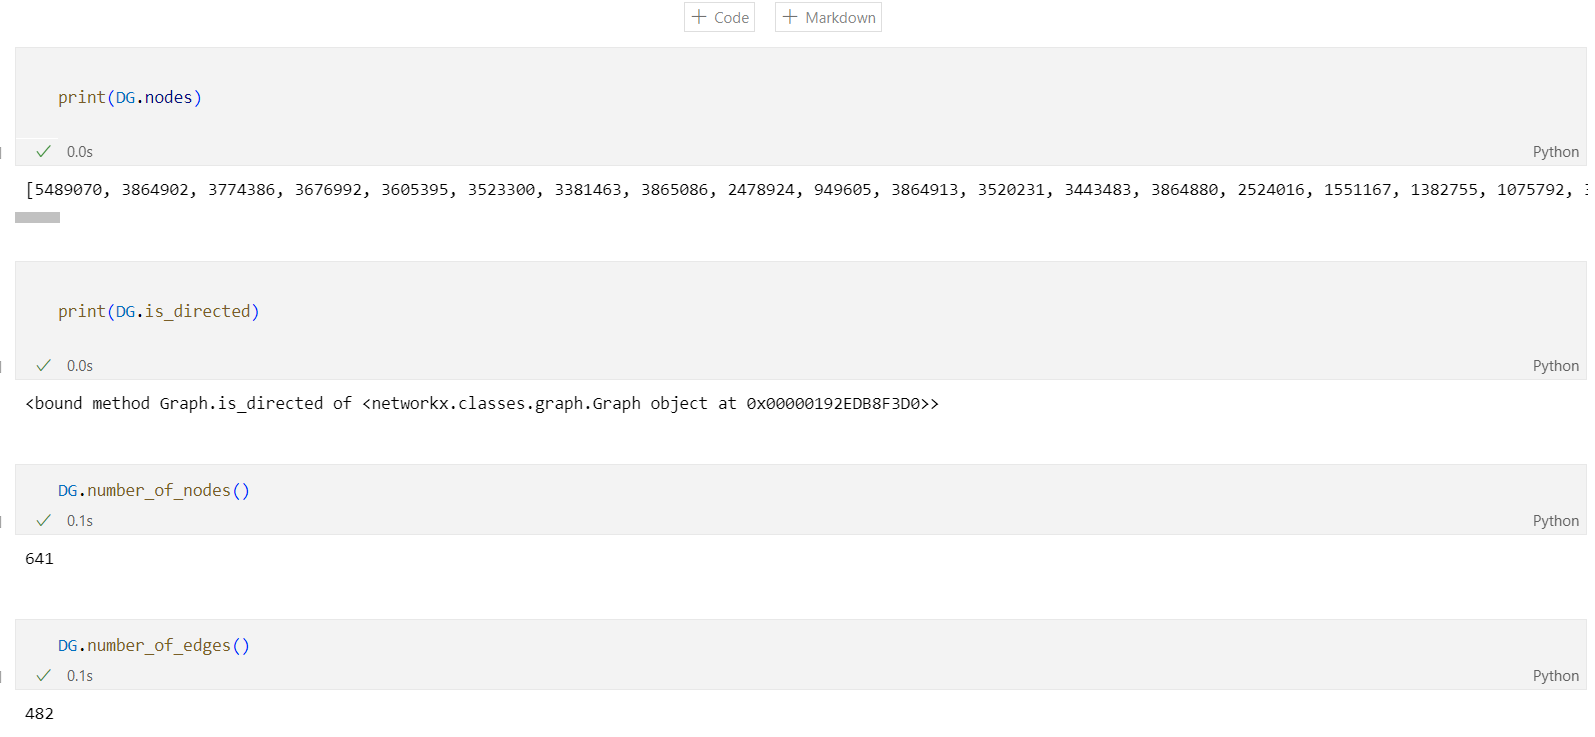 + Code + Markdown
print(DG.nodes)
✓ 0.0s Python
[5489070, 3864902, 3774386, 3676992, 3605395, 3523300, 3381463, 3865086, 2478924, 949605, 3864913, 3520231, 3443483, 3864880, 2524016, 1551167, 1382755, 1075792,
print(DG.is_directed)
✓ 0.0s Python
<bound method Graph.is_directed of <networkx.classes.graph.Graph object at 0x00000192EDB8F3D0>>
DG.number_of_nodes()
✓ 0.1s Python
641
DG.number_of_edges()
✓ 0.1s Python
482